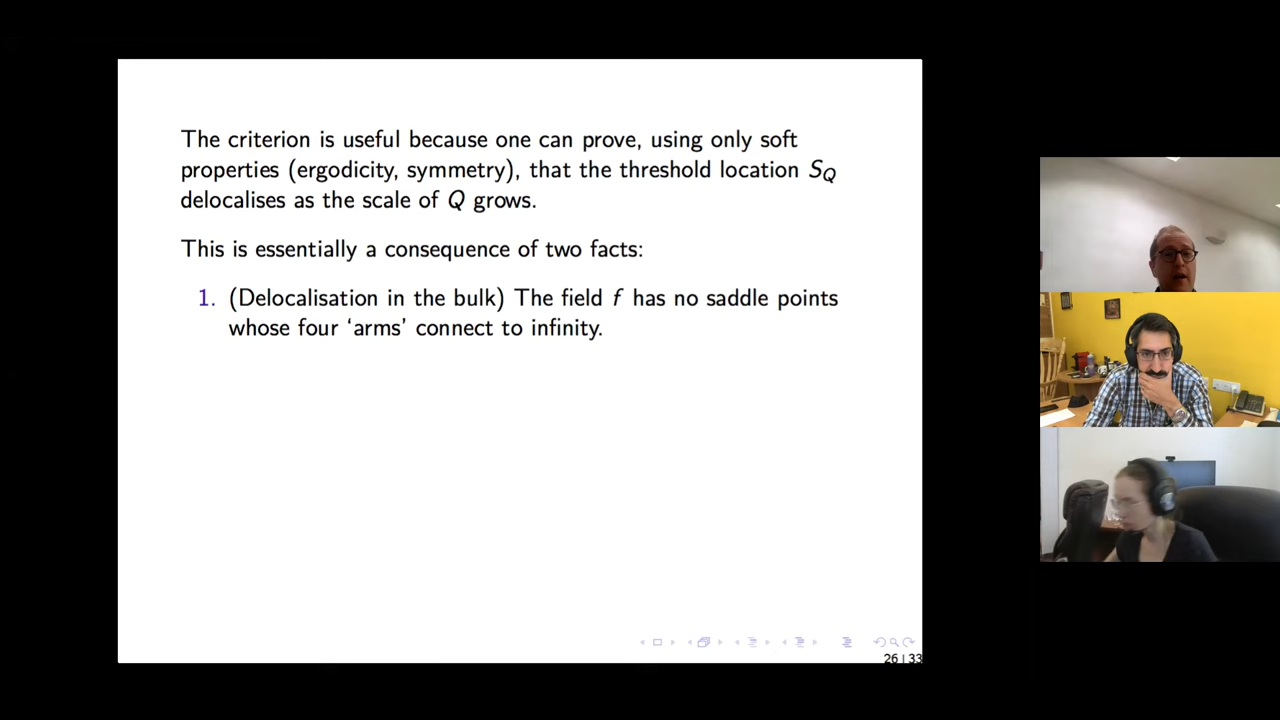 The criterion is useful because one can prove, using only soft
properties (ergodicity, symmetry), that the threshold location S_Q
delocalises as the scale of Q grows.
This is essentially a consequence of two facts:
1. (Delocalisation in the bulk) The field f has no saddle points
whose four ‘arms’ connect to infinity.
26 | 33